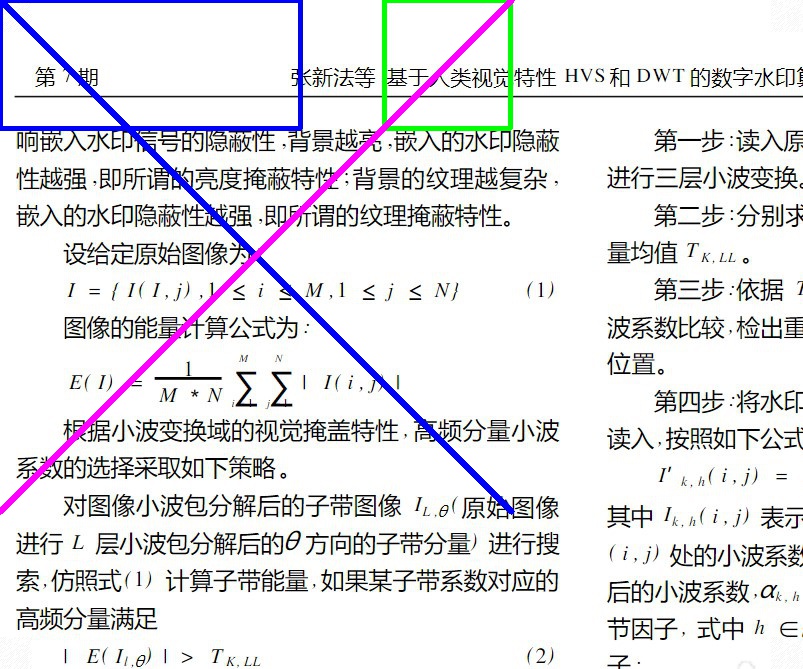 第 7 期
张新法等 基于人类视觉特性 HVS 和 DWT 的数字水印算
响嵌入水印信号的隐蔽性,背景越亮,嵌入的水印隐蔽
性越强,即所谓的亮度掩蔽特性;背景的纹理越复杂,
嵌入的水印隐蔽性越强,即所谓的纹理掩蔽特性。
设给定原始图像为
I = { I( I, j) ,1 ≤ i ≤ M,1 ≤ j ≤ N} (1)
图像的能量计算公式为:
E( I) = 1/(M * N) ∑∑ | I( i, j) |
根据小波变换域的视觉掩盖特性,高频分量小波
系数的选择采取如下策略。
对图像小波包分解后的子带图像 I_{L,θ}(原始图像
进行 L 层小波包分解后的θ 方向的子带分量) 进行搜
索,仿照式(1) 计算子带能量,如果某子带系数对应的
高频分量满足
| E( I_{l,θ}) | > T_{K,LL} (2)
第一步:读入原
进行三层小波变换。
第二步:分别求
量均值 T_{K,LL}。
第三步:依据 T
波系数比较,检出重
位置。
第四步:将水印
读入,按照如下公式
I′_{k,h}( i, j) =
其中 I_{k,h}( i, j) 表示
( i, j) 处的小波系数
后的小波系数,α_{k,h}
节因子, 式中 h ∈
子;